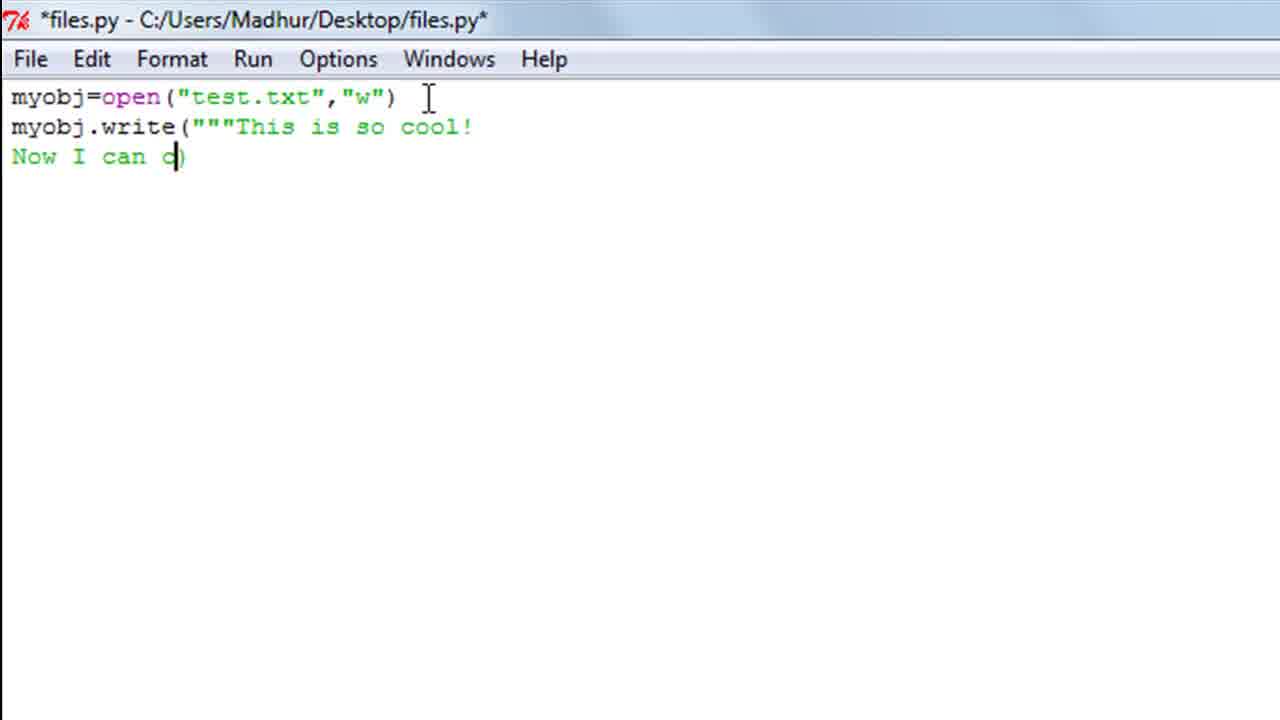 *files.py - C:/Users/Madhur/Desktop/files.py*
File Edit Format Run Options Windows Help
myobj=open("test.txt","w")
myobj.write("""This is so cool!
Now I can c)